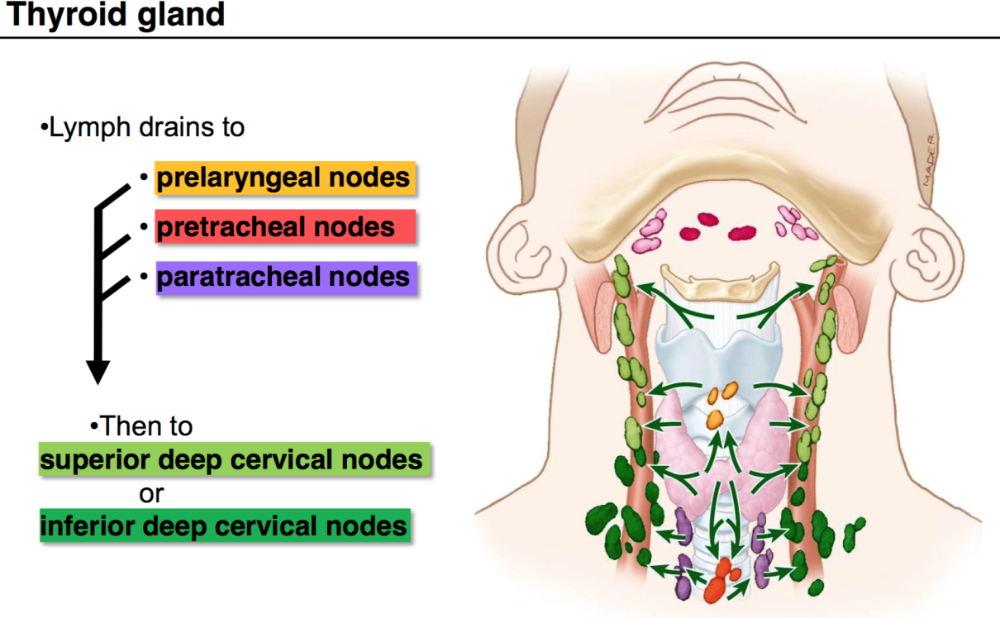 Thyroid gland
•Lymph drains to
• prelaryngeal nodes
• pretracheal nodes
• paratracheal nodes
•Then to
superior deep cervical nodes
or
inferior deep cervical nodes
MADER